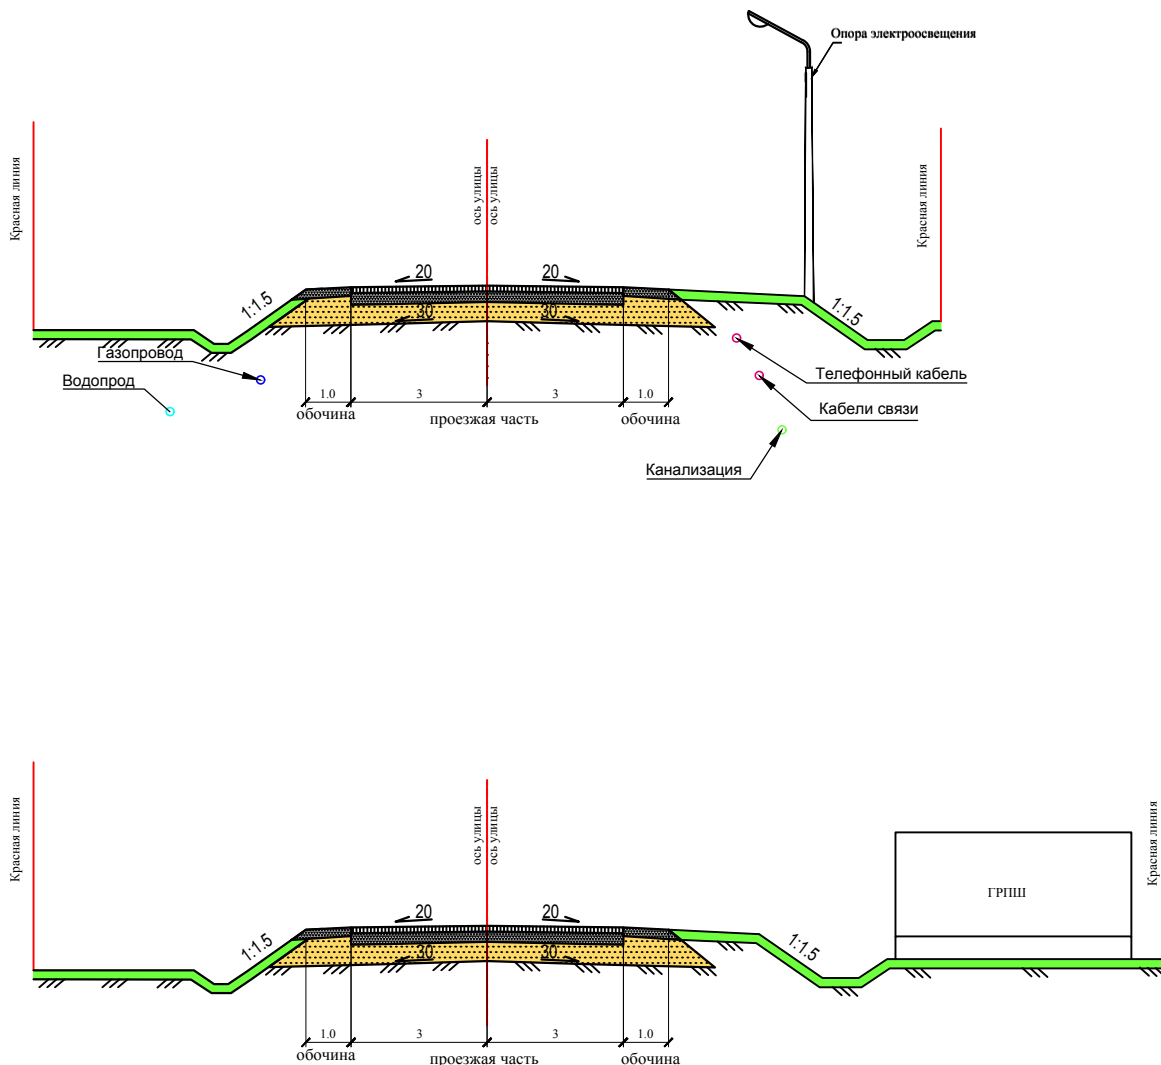 Опора электроосвещения
Красная линия
ось улицы
ось улицы
Красная линия
20
20
1:1.5
1:1.5
30
30
Газопровод
Водопрод
Телефонный кабель
Кабели связи
1.0
3
3
1.0
обочина
проезжая часть
обочина
Канализация
Красная линия
ось улицы
ось улицы
Красная линия
ГРПШ
20
20
1:1.5
1:1.5
30
30
1.0
3
3
1.0
обочина
проезжая часть
обочина